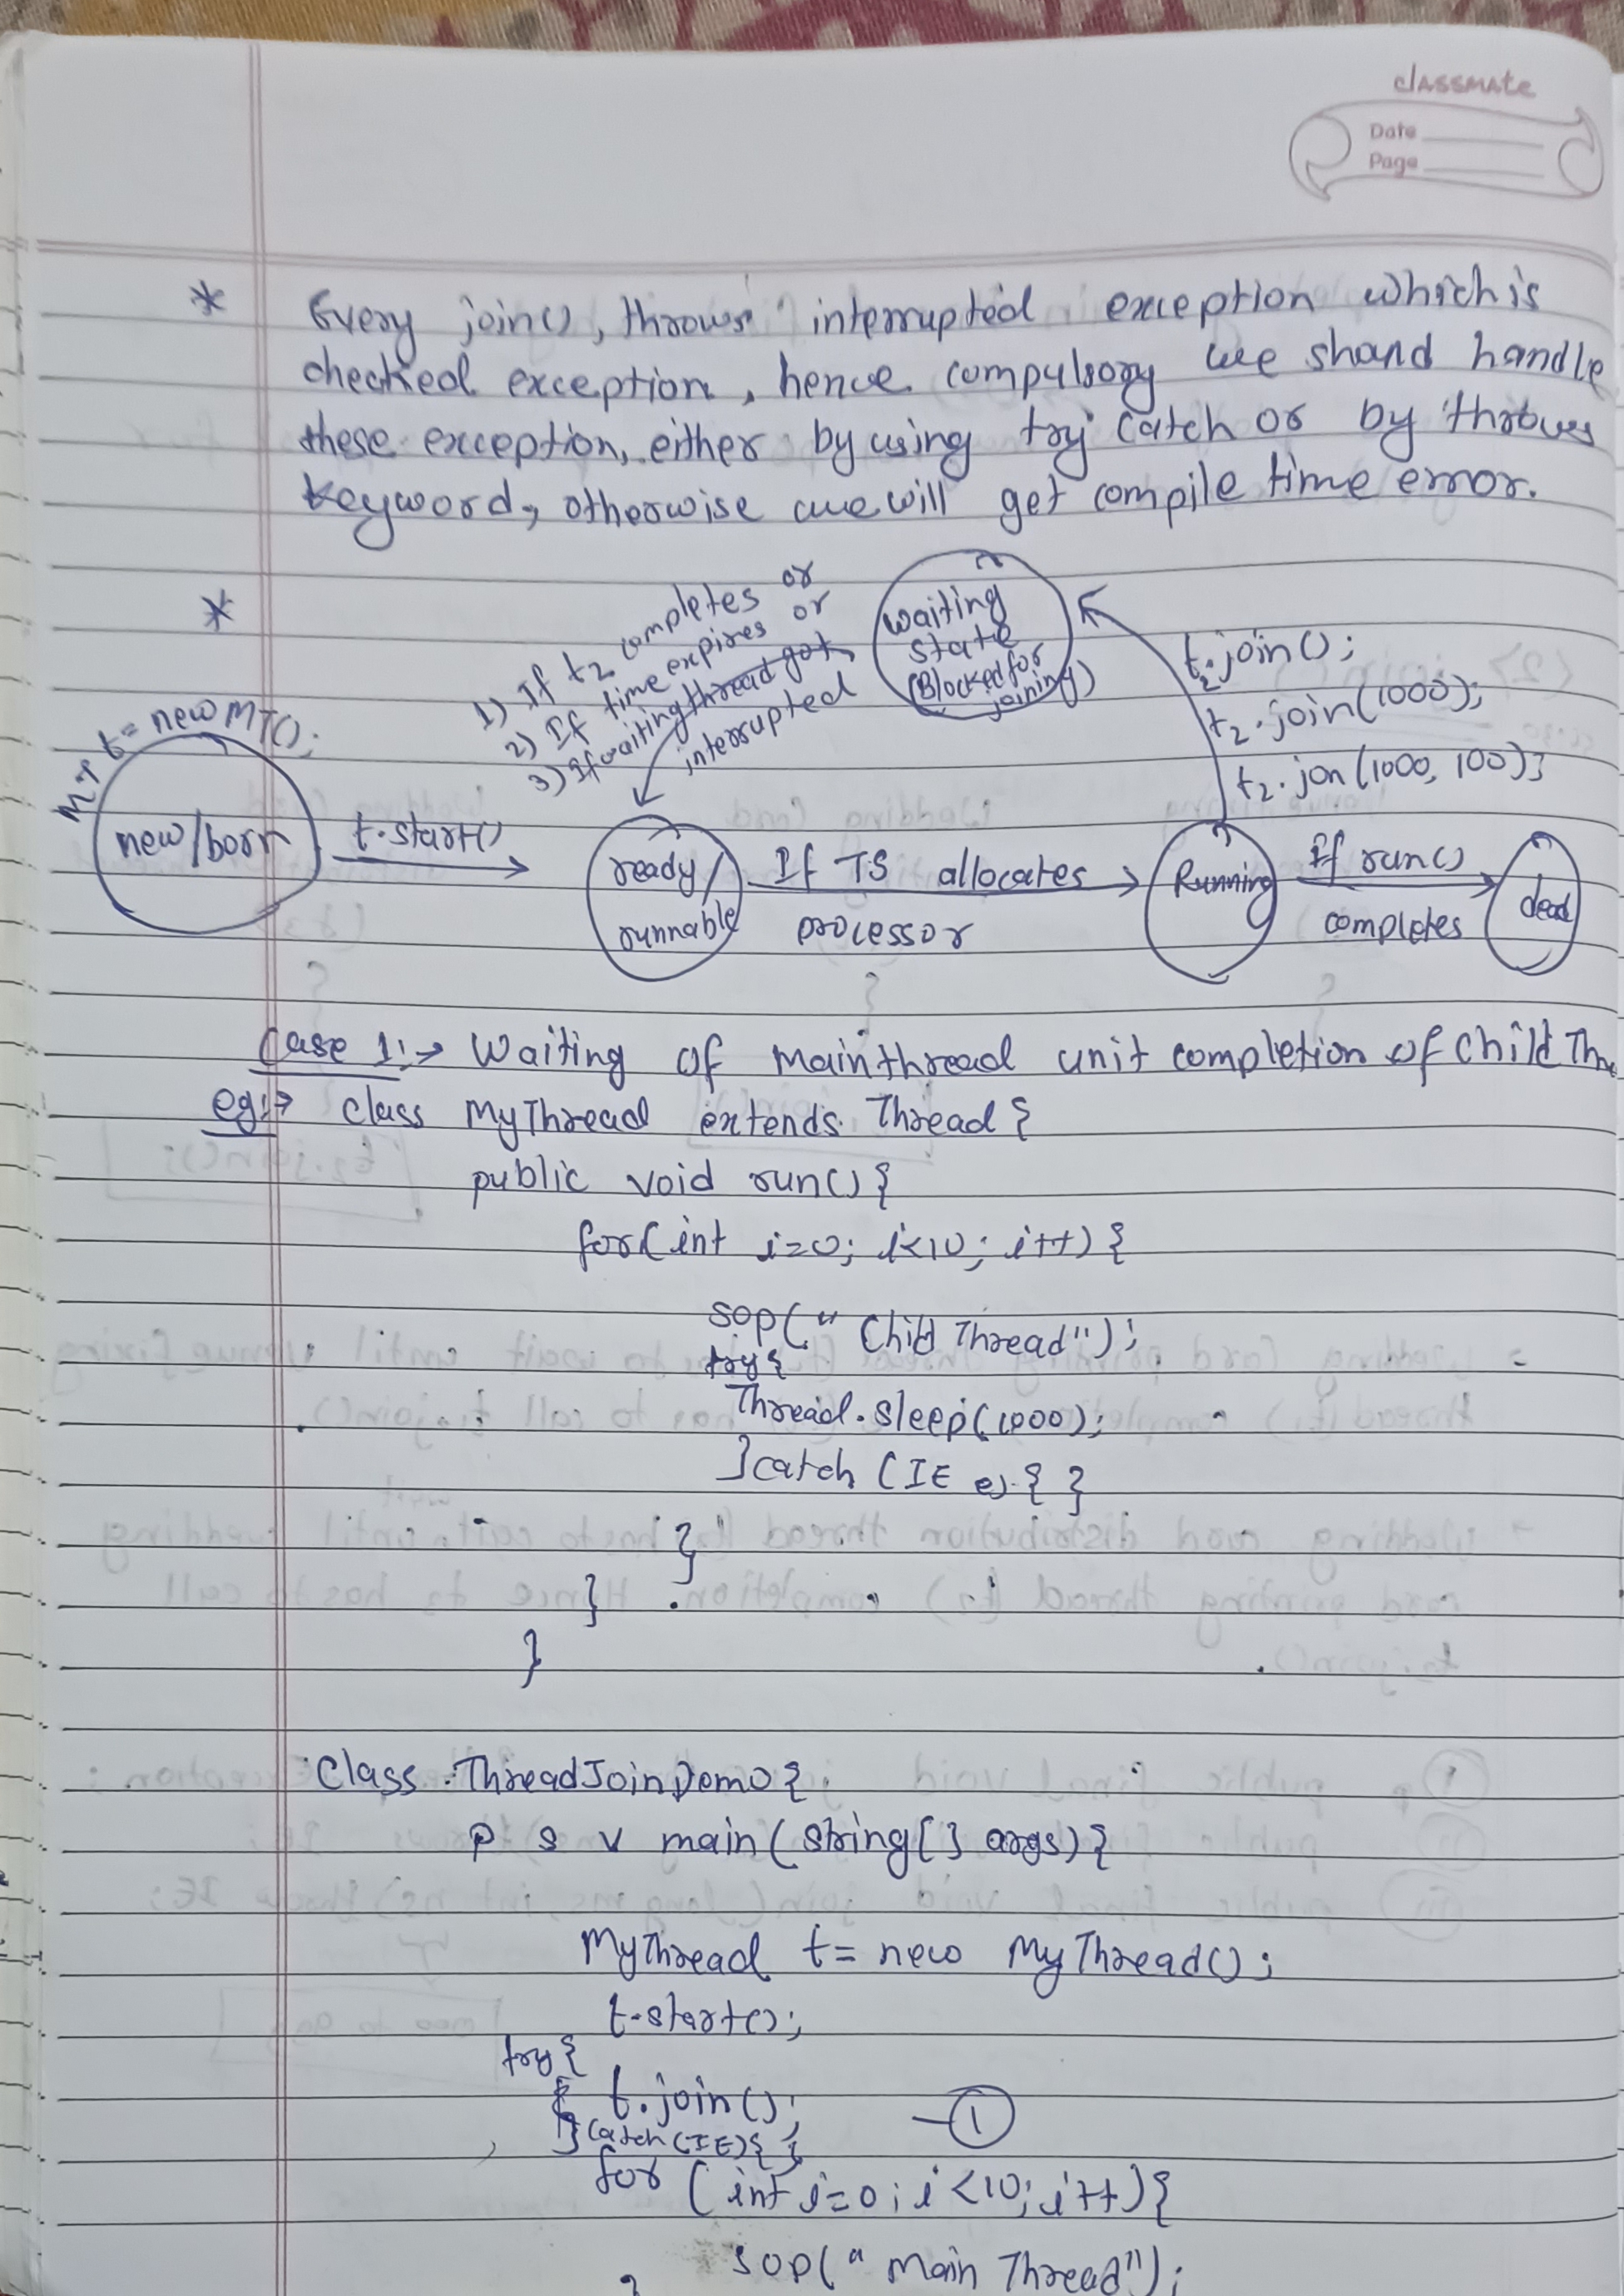 classmate
Date
Page
* Every join(), throws interrupted exception which is
checked exception, hence compulsory we shand handle
these exception, either by using try catch or by throws
keyword, otherwise we will get compile time error.
*
1) If t2 completes or
2) If time expires or
3) If waiting thread got
interrupted
waiting
state
(Blocked for
joining)
t2.join();
t2.join(1000);
t2.jon(1000, 100);
MT t = new MT();
new/born
t.start()
ready/
runnable
If TS allocates
processor
Running
If run()
completes
dead
Case 1:→ Waiting of main thread unit completion of Child Thre
eg:→ class MyThread extends Thread {
public void run() {
for(int i=0; i<10; i++) {
sop(" Child Thread");
try {
Thread.sleep(1000);
}catch (IE e) { }
}
}
}
Class ThreadJoinDemo {
p s v main(string[] args) {
MyThread t = new MyThread();
t.start();
try {
t.join(); —①
}catch(IE){ }
for (int i=0; i<10; i++) {
sop(" Main Thread");
}